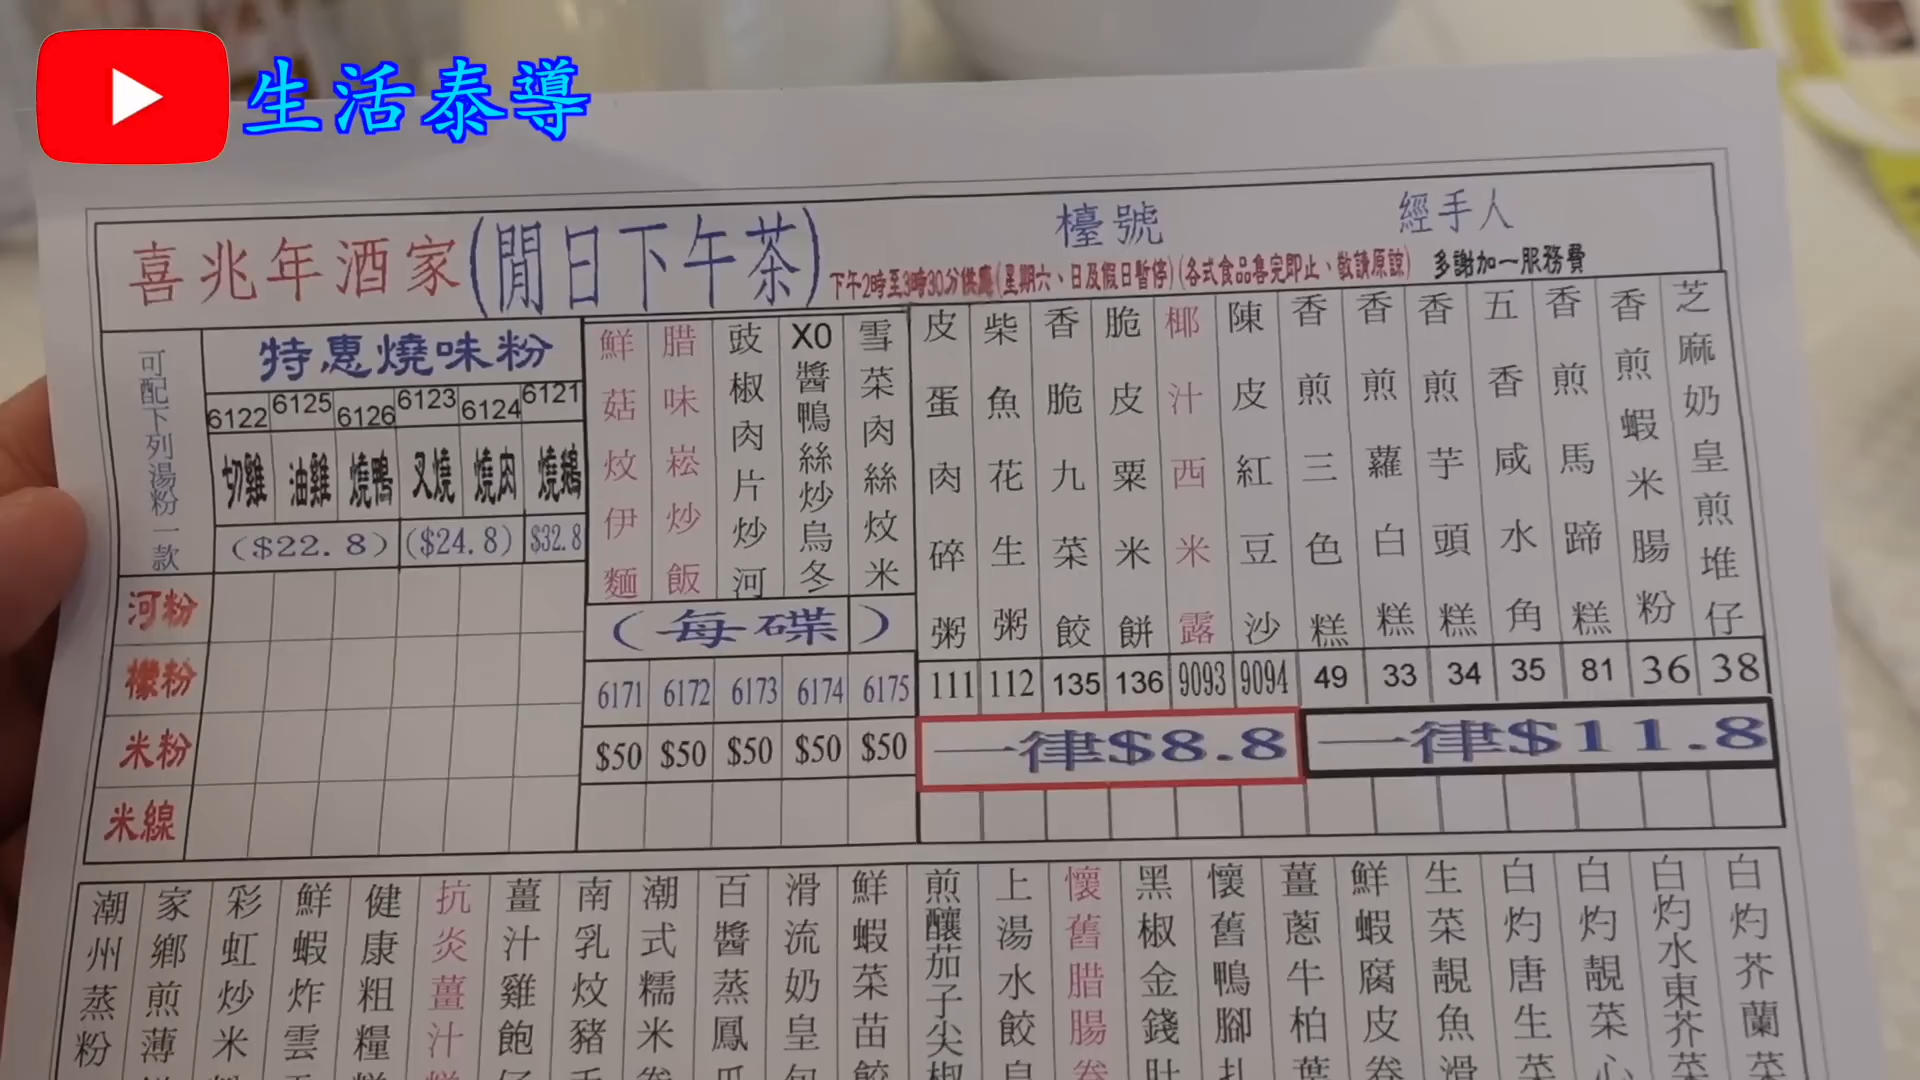 生活泰導
喜兆年酒家(閒日下午茶)
下午2時至3時30分供應(星期六、日及假日暫停)(各式食品售完即止、敬請原諒)
多謝加一服務費
檯號
經手人
可配下列湯粉一款
特惠燒味粉
6122 6125 6126 6123 6124 6121
切雞 油雞 燒鴨 叉燒 燒肉 燒鵝
($22.8) ($24.8) $32.8
河粉
檬粉
米粉
米線
鮮菇炆伊麵
腊味崧炒飯
豉椒肉片炒河
XO醬鴨絲炒烏冬
雪菜肉絲炆米
(每碟)
6171 6172 6173 6174 6175
$50 $50 $50 $50 $50
皮蛋肉碎粥
柴魚花生粥
香脆九菜餃
脆皮粟米餅
椰汁西米露
陳皮紅豆沙
香煎三色糕
香煎蘿白糕
香煎芋頭糕
五香咸水角
香煎馬蹄糕
香煎蝦米腸粉
芝麻奶皇煎堆仔
111 112 135 136 9093 9094 49 33 34 35 81 36 38
一律$8.8
一律$11.8
潮州蒸粉
家鄉煎薄
彩虹炒米
鮮蝦炸雲
健康粗糧
抗炎薑汁
薑汁雞飽
南乳炆豬
潮式糯米
百醬蒸鳳
滑流奶皇
鮮蝦菜苗
煎釀茄子尖
上湯水餃
懷舊腊腸
黑椒金錢
懷舊鴨腳
薑蔥牛柏
鮮蝦腐皮
生菜靚魚
白灼唐生
白灼靚菜
白灼水東芥
白灼芥蘭